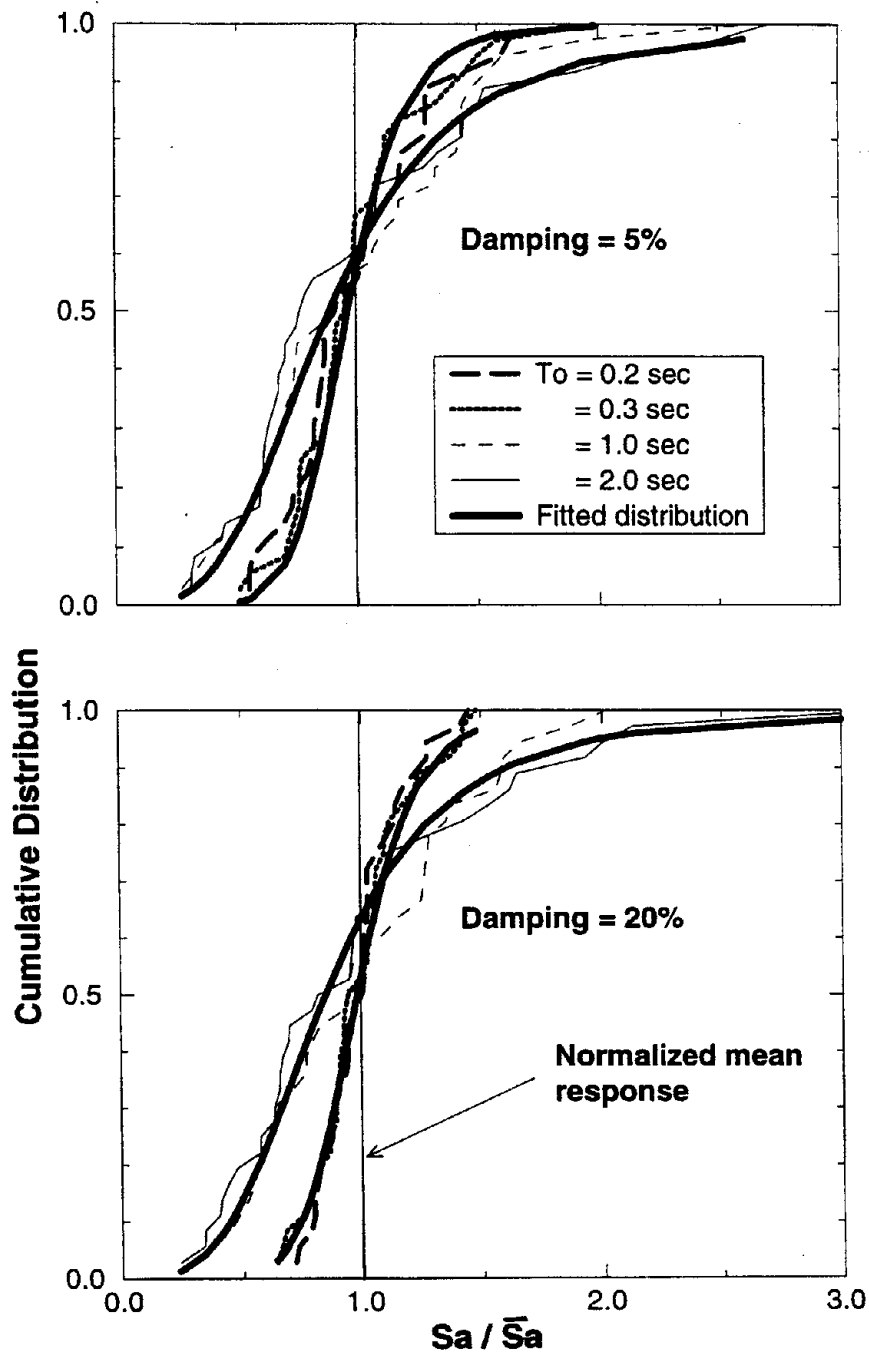 1.0
Damping = 5%
0.5
To = 0.2 sec
= 0.3 sec
= 1.0 sec
= 2.0 sec
Fitted distribution
0.0
Cumulative Distribution
1.0
Damping = 20%
0.5
Normalized mean
response
0.0
0.0 1.0 2.0 3.0
Sa / S̅a